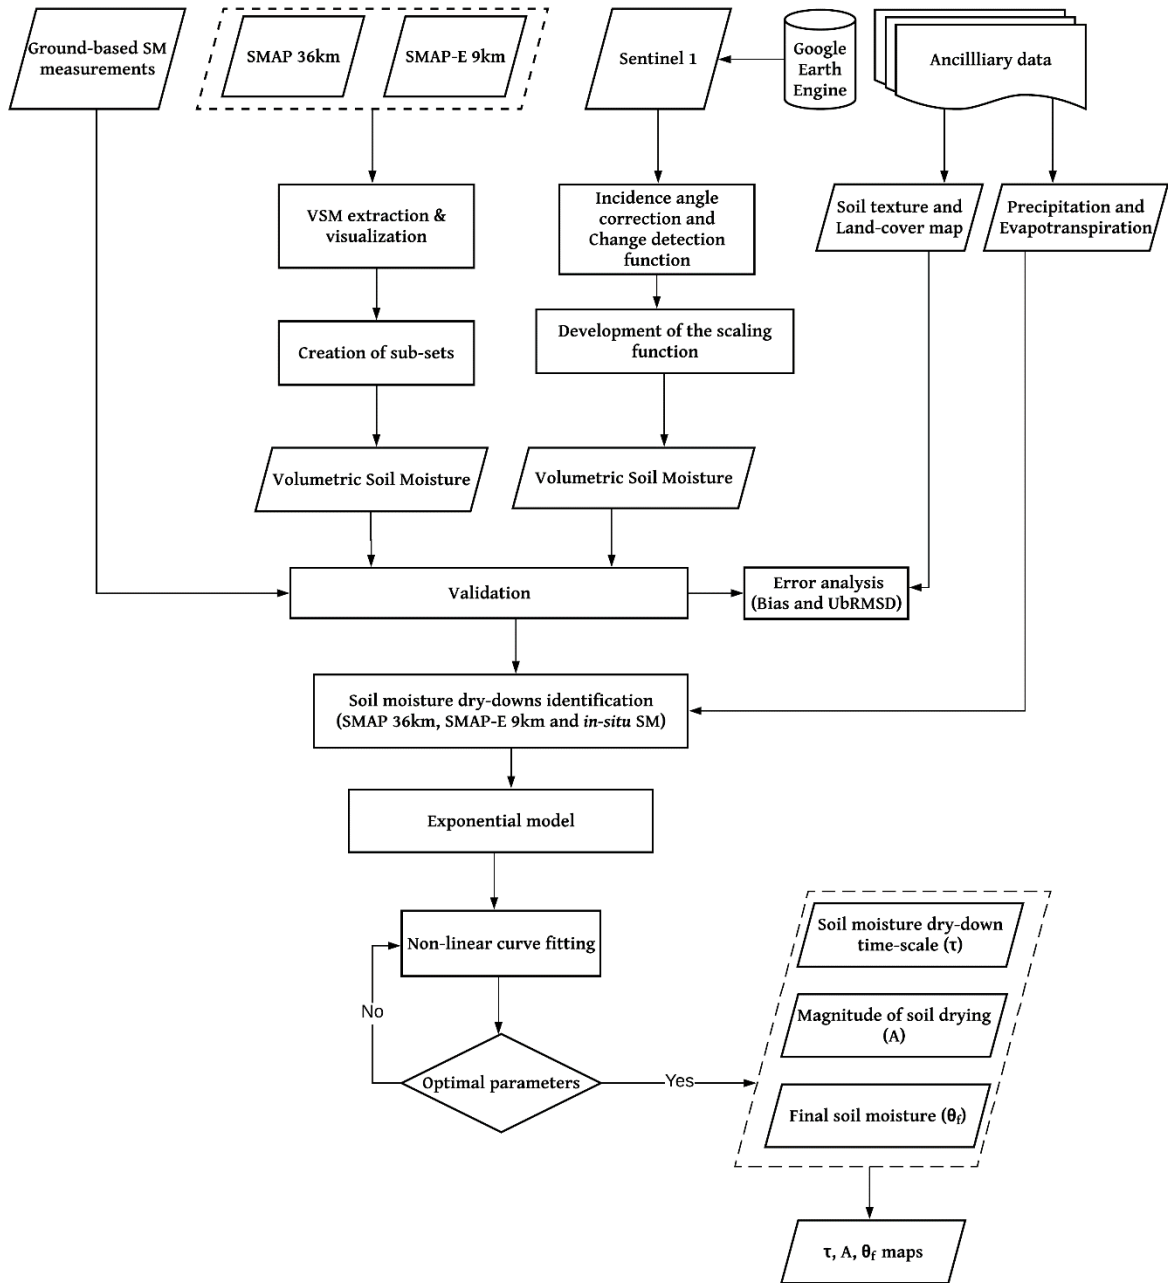 Ground-based SM
measurements
SMAP 36km
SMAP-E 9km
Sentinel 1
Google
Earth
Engine
Ancillliary data
VSM extraction &
visualization
Incidence angle
correction and
Change detection
function
Soil texture and
Land-cover map
Precipitation and
Evapotranspiration
Creation of sub-sets
Development of the scaling
function
Volumetric Soil Moisture
Volumetric Soil Moisture
Validation
Error analysis
(Bias and UbRMSD)
Soil moisture dry-downs identification
(SMAP 36km, SMAP-E 9km and in-situ SM)
Exponential model
Non-linear curve fitting
No
Optimal parameters
Yes
Soil moisture dry-down
time-scale (τ)
Magnitude of soil drying
(A)
Final soil moisture (θf)
τ, A, θf maps